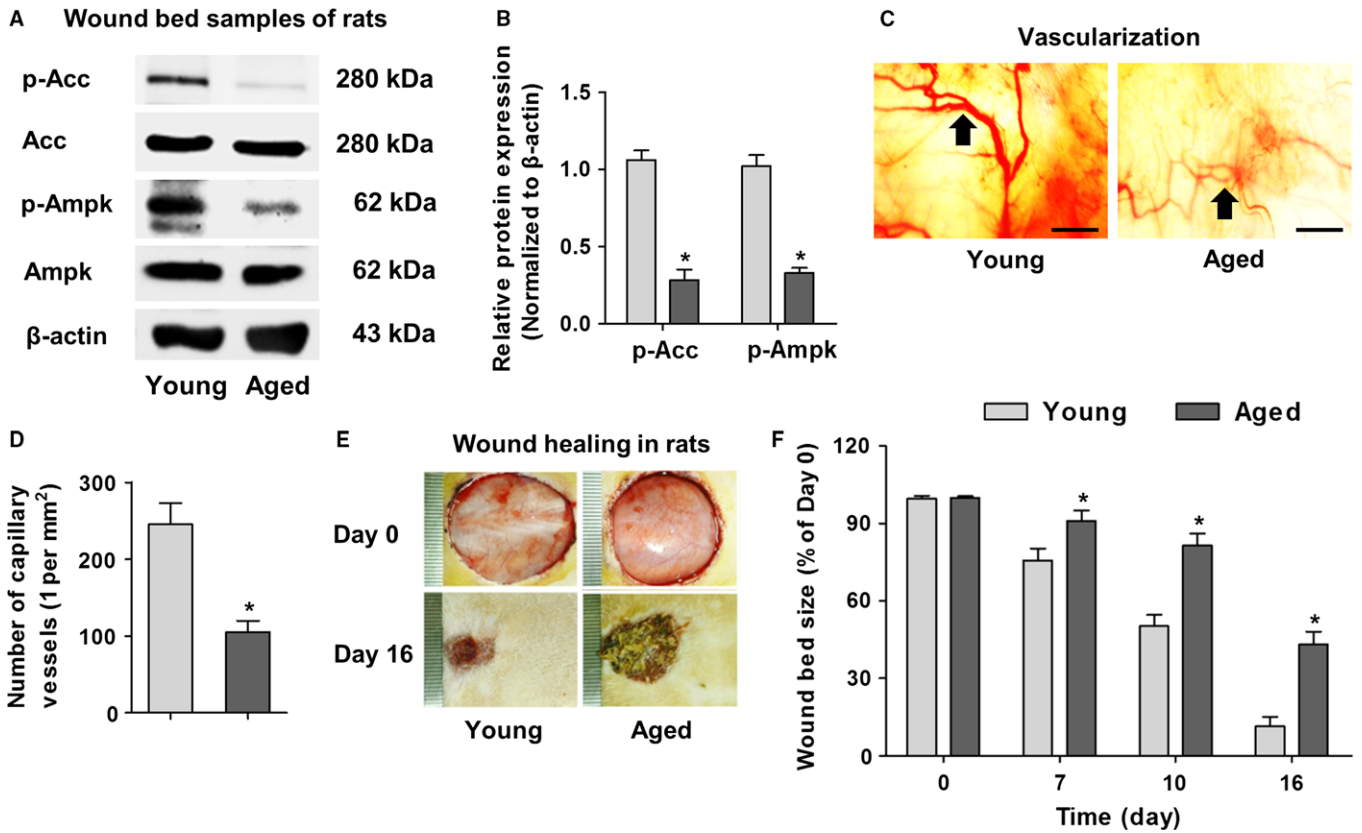 A
Wound bed samples of rats
p-Acc
280 kDa
Acc
280 kDa
p-Ampk
62 kDa
Ampk
62 kDa
β-actin
43 kDa
Young
Aged
B
Relative protein expression
(Normalized to β-actin)
1.5
1.0
0.5
0.0
*
*
p-Acc
p-Ampk
C
Vascularization
Young
Aged
D
Number of capillary
vessels (1 per mm²)
300
200
100
0
*
E
Wound healing in rats
Day 0
Day 16
Young
Aged
F
Young
Aged
Wound bed size (% of Day 0)
120
90
60
30
0
*
*
*
0
7
10
16
Time (day)